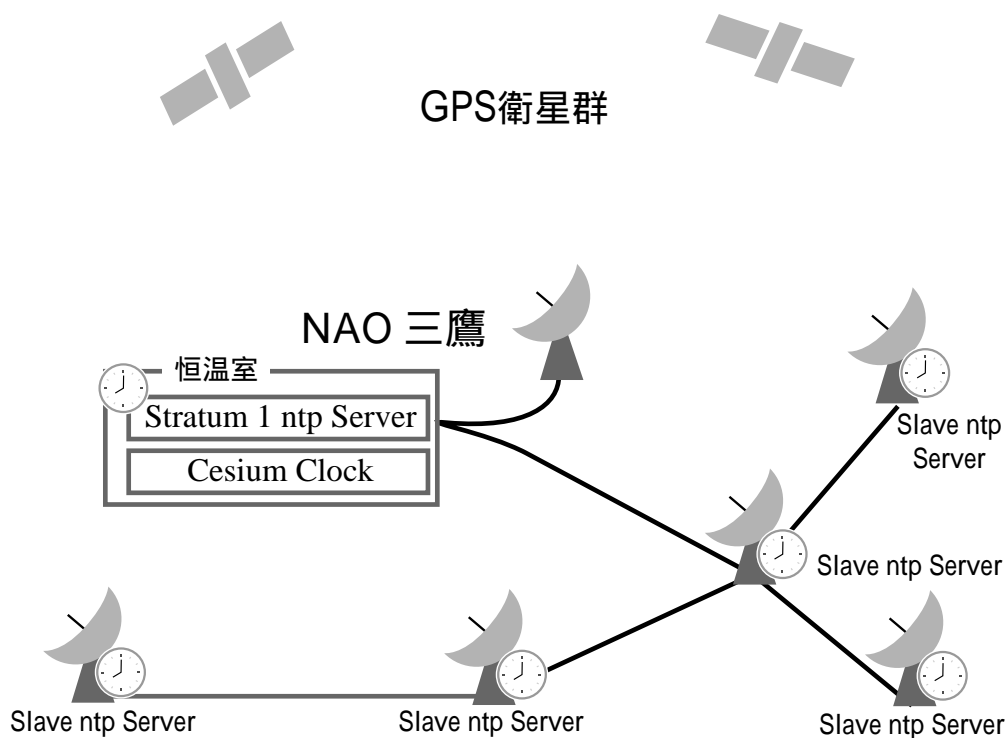 GPS衛星群
NAO 三鷹
恒温室
Stratum 1 ntp Server
Cesium Clock
Slave ntp
Server
Slave ntp Server
Slave ntp Server
Slave ntp Server
Slave ntp Server